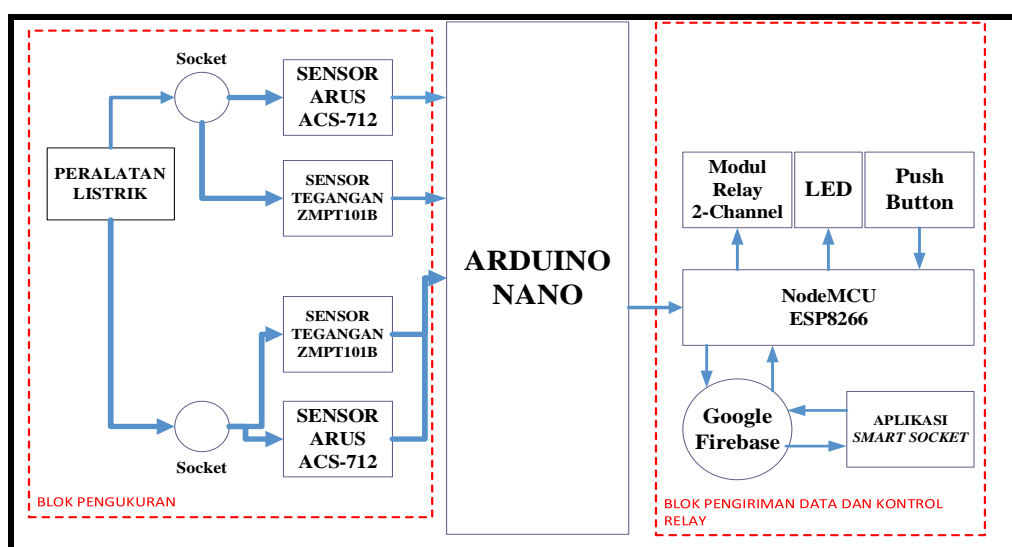 Socket
SENSOR
ARUS
ACS-712
PERALATAN
LISTRIK
SENSOR
TEGANGAN
ZMPT101B
SENSOR
TEGANGAN
ZMPT101B
SENSOR
ARUS
ACS-712
Socket
BLOK PENGUKURAN
ARDUINO
NANO
Modul
Relay
2-Channel
LED
Push
Button
NodeMCU
ESP8266
Google
Firebase
APLIKASI
SMART SOCKET
BLOK PENGIRIMAN DATA DAN KONTROL
RELAY